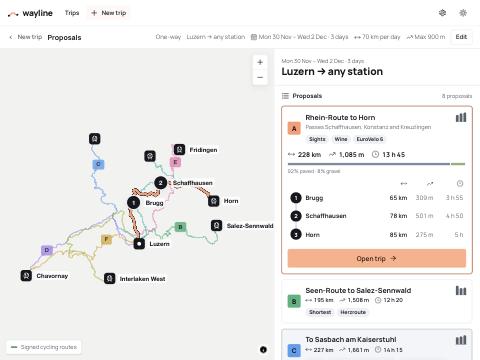 wayline
Trips
New trip
New trip
Proposals
One-way
Luzern → any station
Mon 30 Nov – Wed 2 Dec · 3 days
70 km per day
Max 900 m
Edit
+
−
C
Fridingen
E
2
Schaffhausen
1
Brugg
Horn
Salez-Sennwald
B
F
D
Luzern
Chavornay
Interlaken West
Signed cycling routes
Mon 30 Nov – Wed 2 Dec · 3 days
Luzern → any station
Proposals
8 proposals
A
Rhein-Route to Horn
Passes Schaffhausen, Konstanz and Kreuzlingen
Sights
Wine
EuroVelo 6
228 km
1,085 m
13 h 45
92% paved · 8% gravel
1
Brugg
65 km
309 m
3 h 55
2
Schaffhausen
78 km
501 m
4 h 50
3
Horn
85 km
275 m
5 h
Open trip →
B
Seen-Route to Salez-Sennwald
195 km
1,508 m
12 h 20
Shortest
Herzroute
C
To Sasbach am Kaiserstuhl
227 km
1,661 m
14 h 15